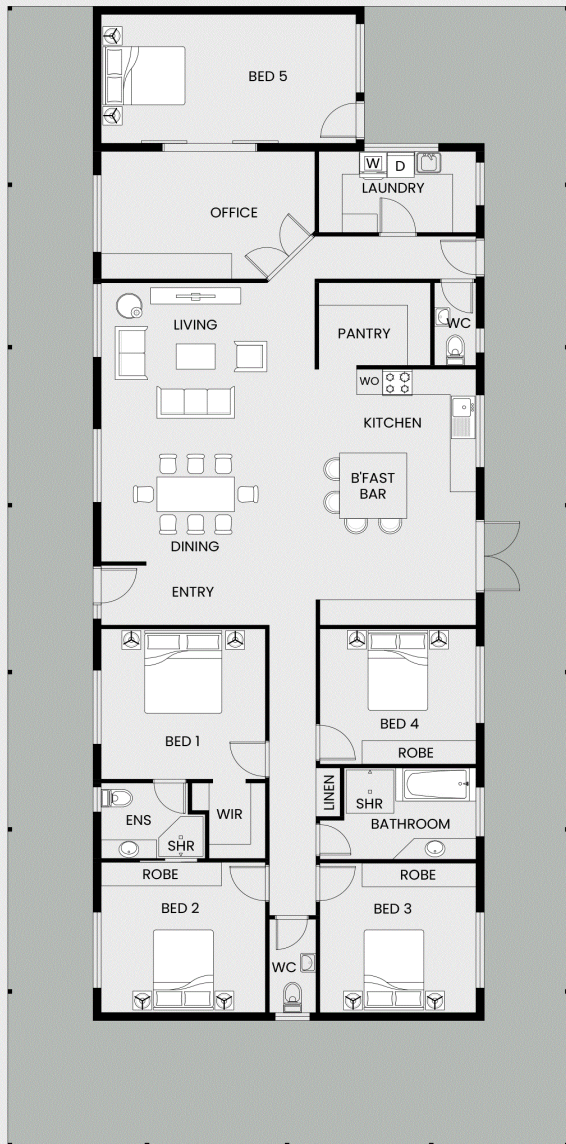 BED 5
W
D
LAUNDRY
OFFICE
LIVING
PANTRY
WC
WO
KITCHEN
B'FAST
BAR
DINING
ENTRY
BED 1
BED 4
ROBE
LINEN
SHR
BATHROOM
ENS
WIR
SHR
ROBE
BED 2
ROBE
BED 3
WC